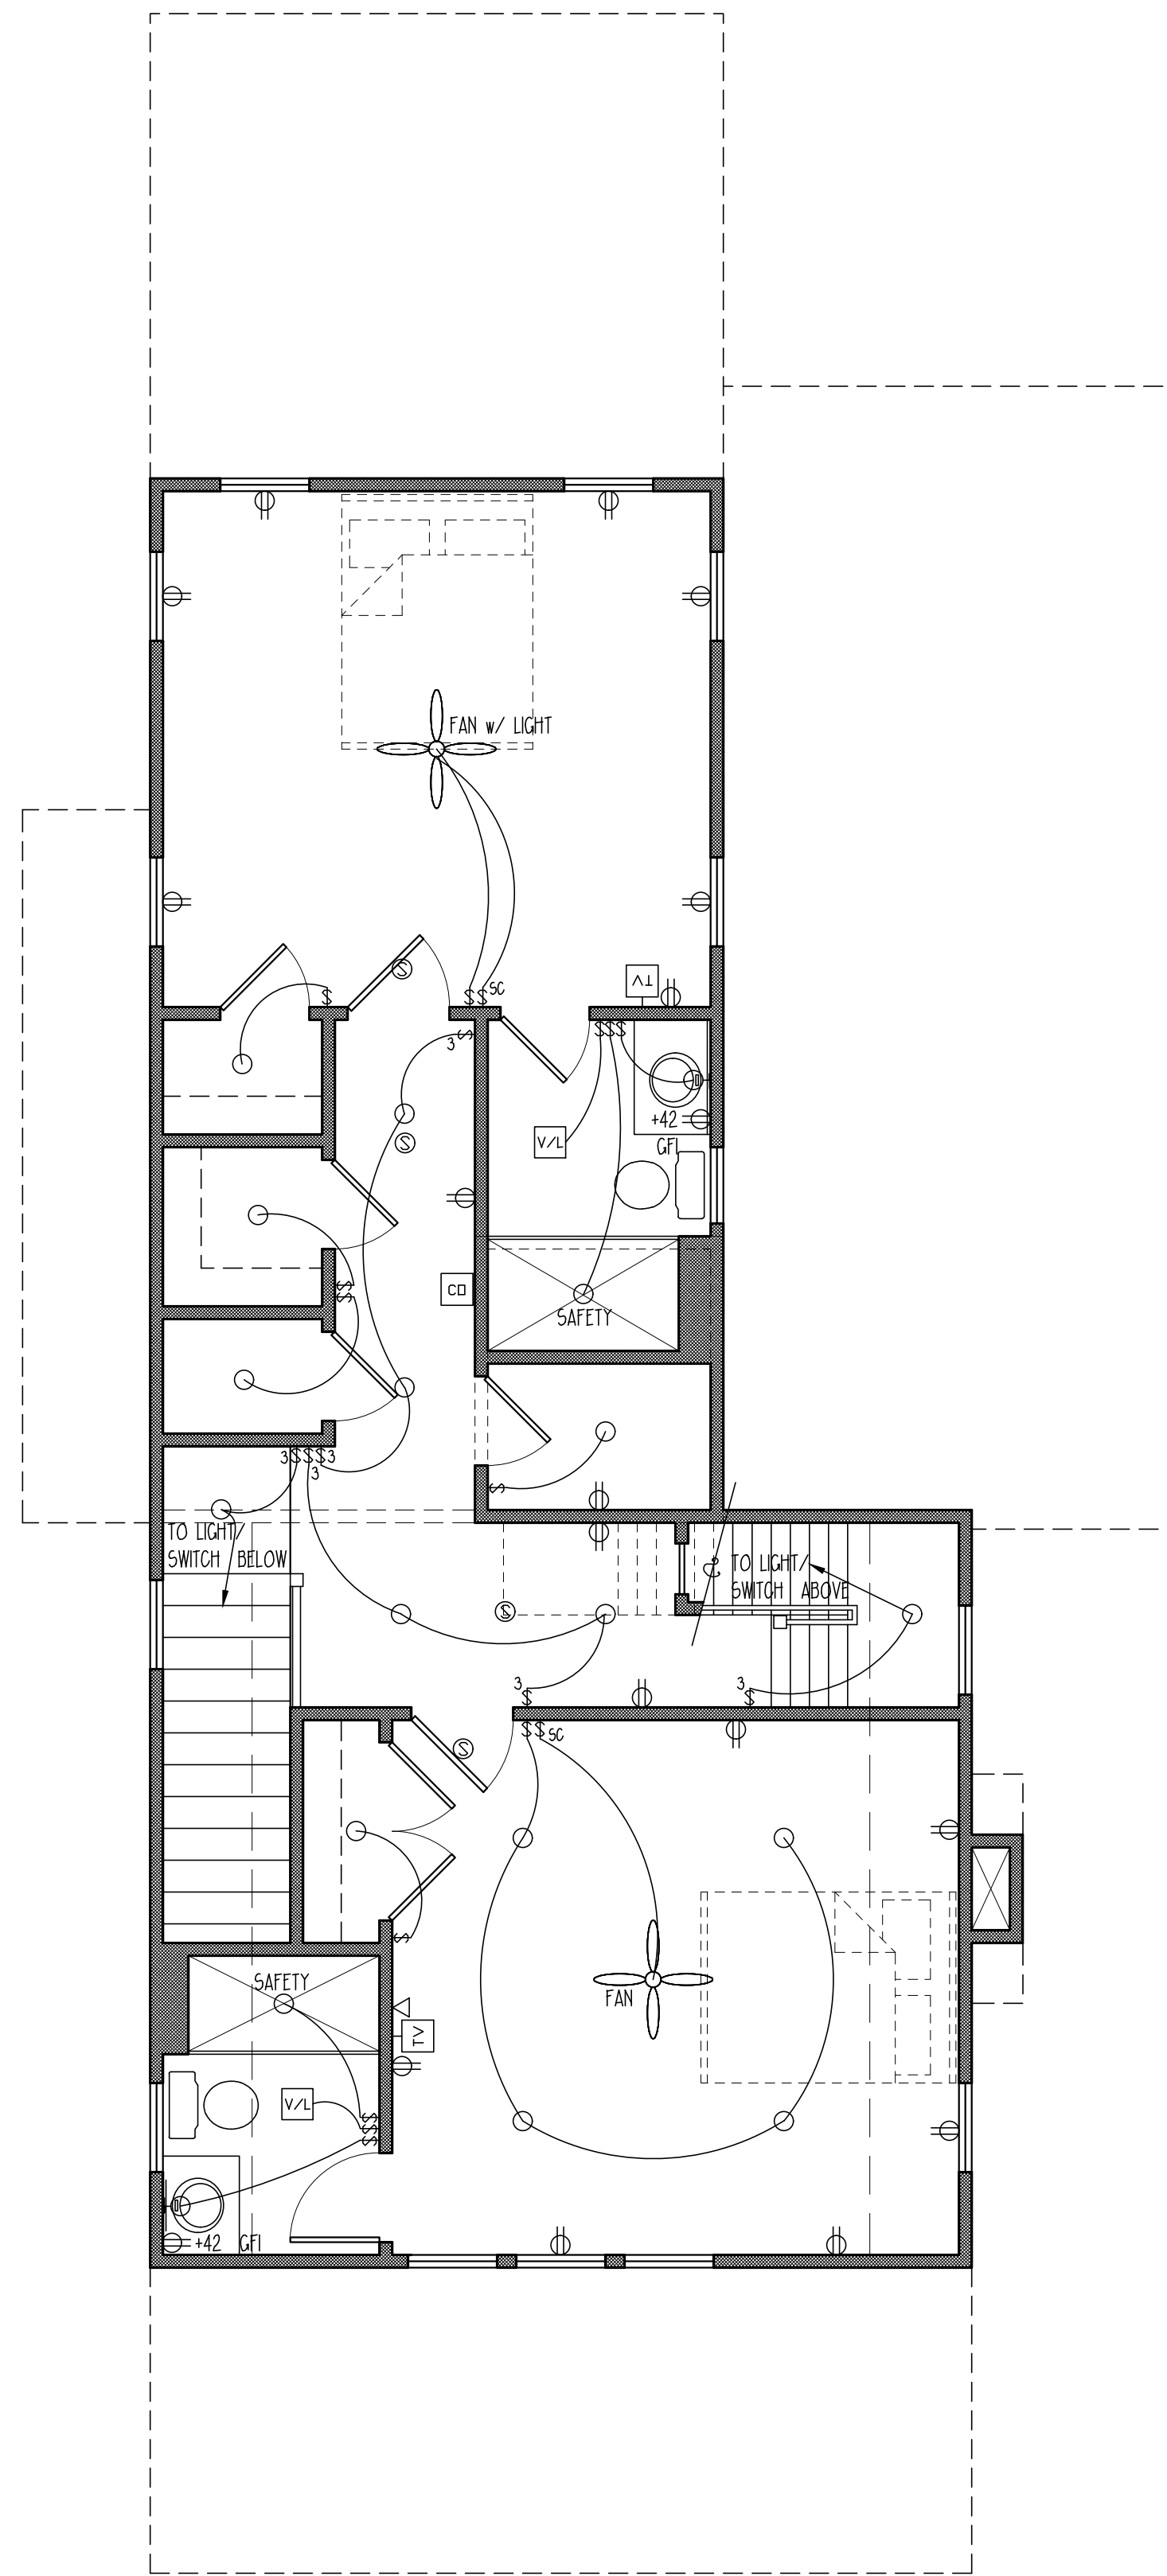 FAN w/ LIGHT
$
$ $ SC
TV
3 $
$ $ $
S
S
+42
GFI
V/L
$
$
CD
SAFETY
3 $ $ $ 3
3
$
TO LIGHT/
SWITCH BELOW
TO LIGHT/
SWITCH ABOVE
S
3
$
3
$
$ $ SC
S
$
SAFETY
FAN
TV
V/L
$
$
$
+42 GFI